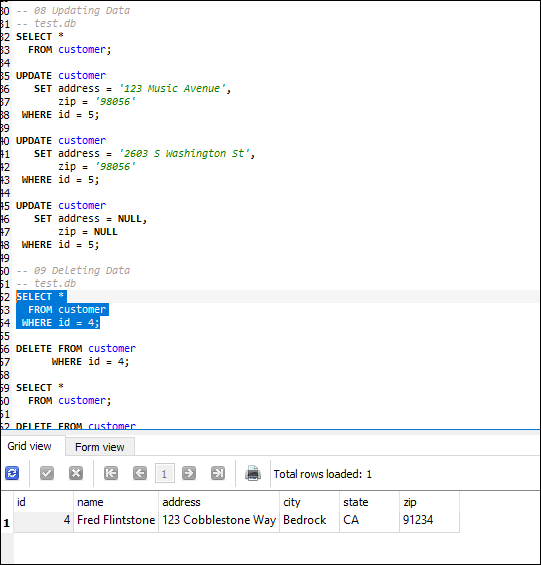 30 -- 08 Updating Data
31 -- test.db
32 SELECT *
33 FROM customer;
34
35 UPDATE customer
36 SET address = '123 Music Avenue',
37 zip = '98056'
38 WHERE id = 5;
39
40 UPDATE customer
41 SET address = '2603 S Washington St',
42 zip = '98056'
43 WHERE id = 5;
44
45 UPDATE customer
46 SET address = NULL,
47 zip = NULL
48 WHERE id = 5;
49
50 -- 09 Deleting Data
51 -- test.db
52 SELECT *
53 FROM customer
54 WHERE id = 4;
55
56 DELETE FROM customer
57 WHERE id = 4;
58
59 SELECT *
60 FROM customer;
61
62 DELETE FROM customer
Grid view Form view
1 Total rows loaded: 1
id name address city state zip
1 4 Fred Flintstone 123 Cobblestone Way Bedrock CA 91234